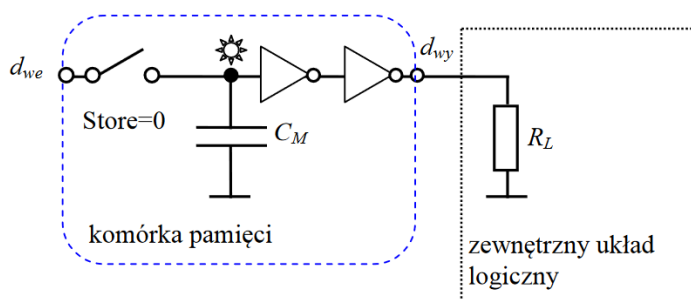 d_we
d_wy
Store=0
C_M
R_L
komórka pamięci
zewnętrzny układ
logiczny